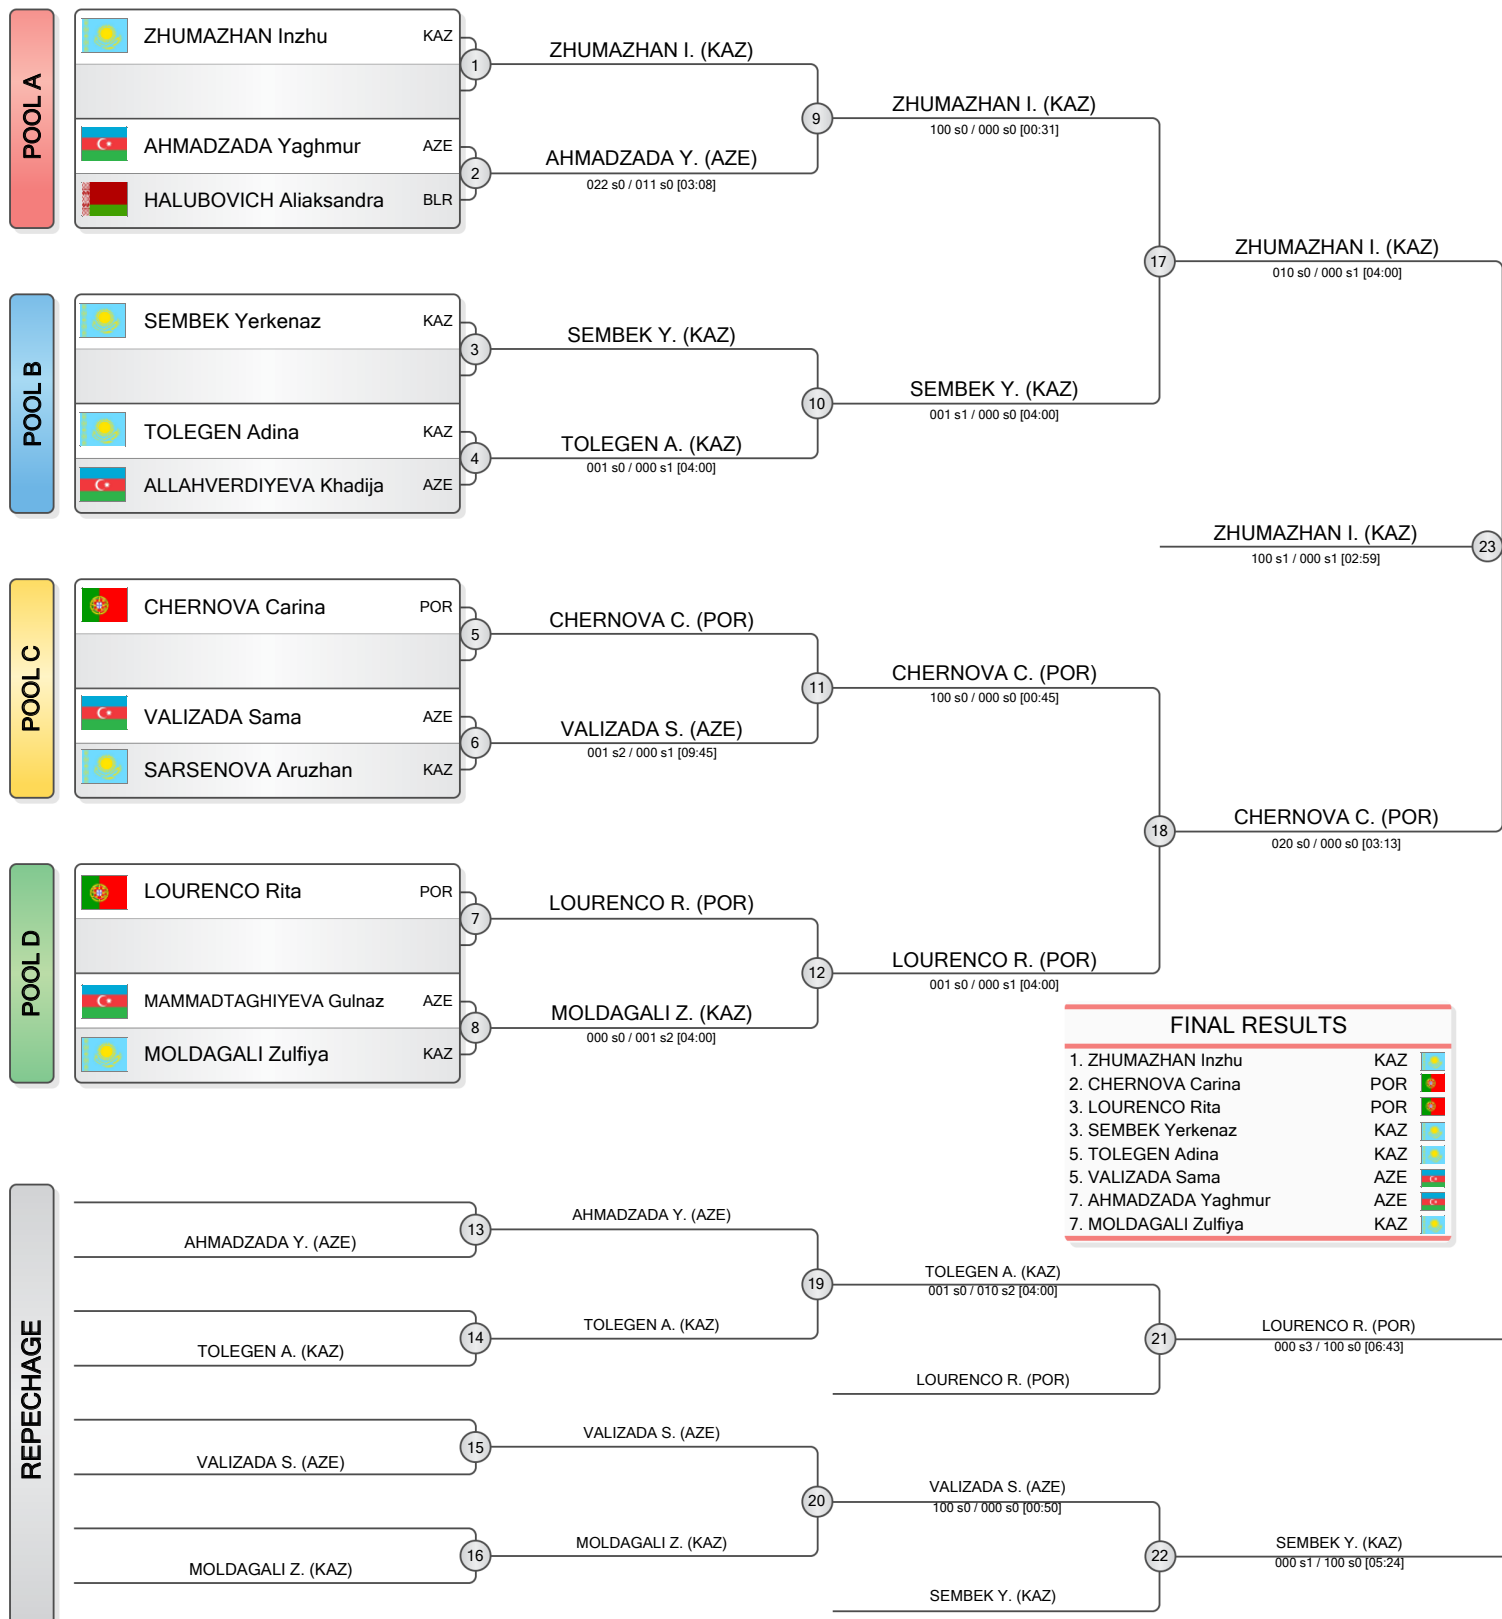 POOL A
ZHUMAZHAN Inzhu KAZ
AHMADZADA Yaghmur AZE
HALUBOVICH Aliaksandra BLR
1
2
ZHUMAZHAN I. (KAZ)
AHMADZADA Y. (AZE)
022 s0 / 011 s0 [03:08]
9
ZHUMAZHAN I. (KAZ)
100 s0 / 000 s0 [00:31]
POOL B
SEMBEK Yerkenaz KAZ
TOLEGEN Adina KAZ
ALLAHVERDIYEVA Khadija AZE
3
4
SEMBEK Y. (KAZ)
TOLEGEN A. (KAZ)
001 s0 / 000 s1 [04:00]
10
SEMBEK Y. (KAZ)
001 s1 / 000 s0 [04:00]
17
ZHUMAZHAN I. (KAZ)
010 s0 / 000 s1 [04:00]
ZHUMAZHAN I. (KAZ)
100 s1 / 000 s1 [02:59]
23
POOL C
CHERNOVA Carina POR
VALIZADA Sama AZE
SARSENOVA Aruzhan KAZ
5
6
CHERNOVA C. (POR)
VALIZADA S. (AZE)
001 s2 / 000 s1 [09:45]
11
CHERNOVA C. (POR)
100 s0 / 000 s0 [00:45]
18
CHERNOVA C. (POR)
020 s0 / 000 s0 [03:13]
POOL D
LOURENCO Rita POR
MAMMADTAGHIYEVA Gulnaz AZE
MOLDAGALI Zulfiya KAZ
7
8
LOURENCO R. (POR)
MOLDAGALI Z. (KAZ)
000 s0 / 001 s2 [04:00]
12
LOURENCO R. (POR)
001 s0 / 000 s1 [04:00]
FINAL RESULTS
1. ZHUMAZHAN Inzhu KAZ
2. CHERNOVA Carina POR
3. LOURENCO Rita POR
3. SEMBEK Yerkenaz KAZ
5. TOLEGEN Adina KAZ
5. VALIZADA Sama AZE
7. AHMADZADA Yaghmur AZE
7. MOLDAGALI Zulfiya KAZ
REPECHAGE
AHMADZADA Y. (AZE)
13
AHMADZADA Y. (AZE)
TOLEGEN A. (KAZ)
14
TOLEGEN A. (KAZ)
19
TOLEGEN A. (KAZ)
001 s0 / 010 s2 [04:00]
LOURENCO R. (POR)
21
LOURENCO R. (POR)
000 s3 / 100 s0 [06:43]
VALIZADA S. (AZE)
15
VALIZADA S. (AZE)
MOLDAGALI Z. (KAZ)
16
MOLDAGALI Z. (KAZ)
20
VALIZADA S. (AZE)
100 s0 / 000 s0 [00:50]
SEMBEK Y. (KAZ)
22
SEMBEK Y. (KAZ)
000 s1 / 100 s0 [05:24]